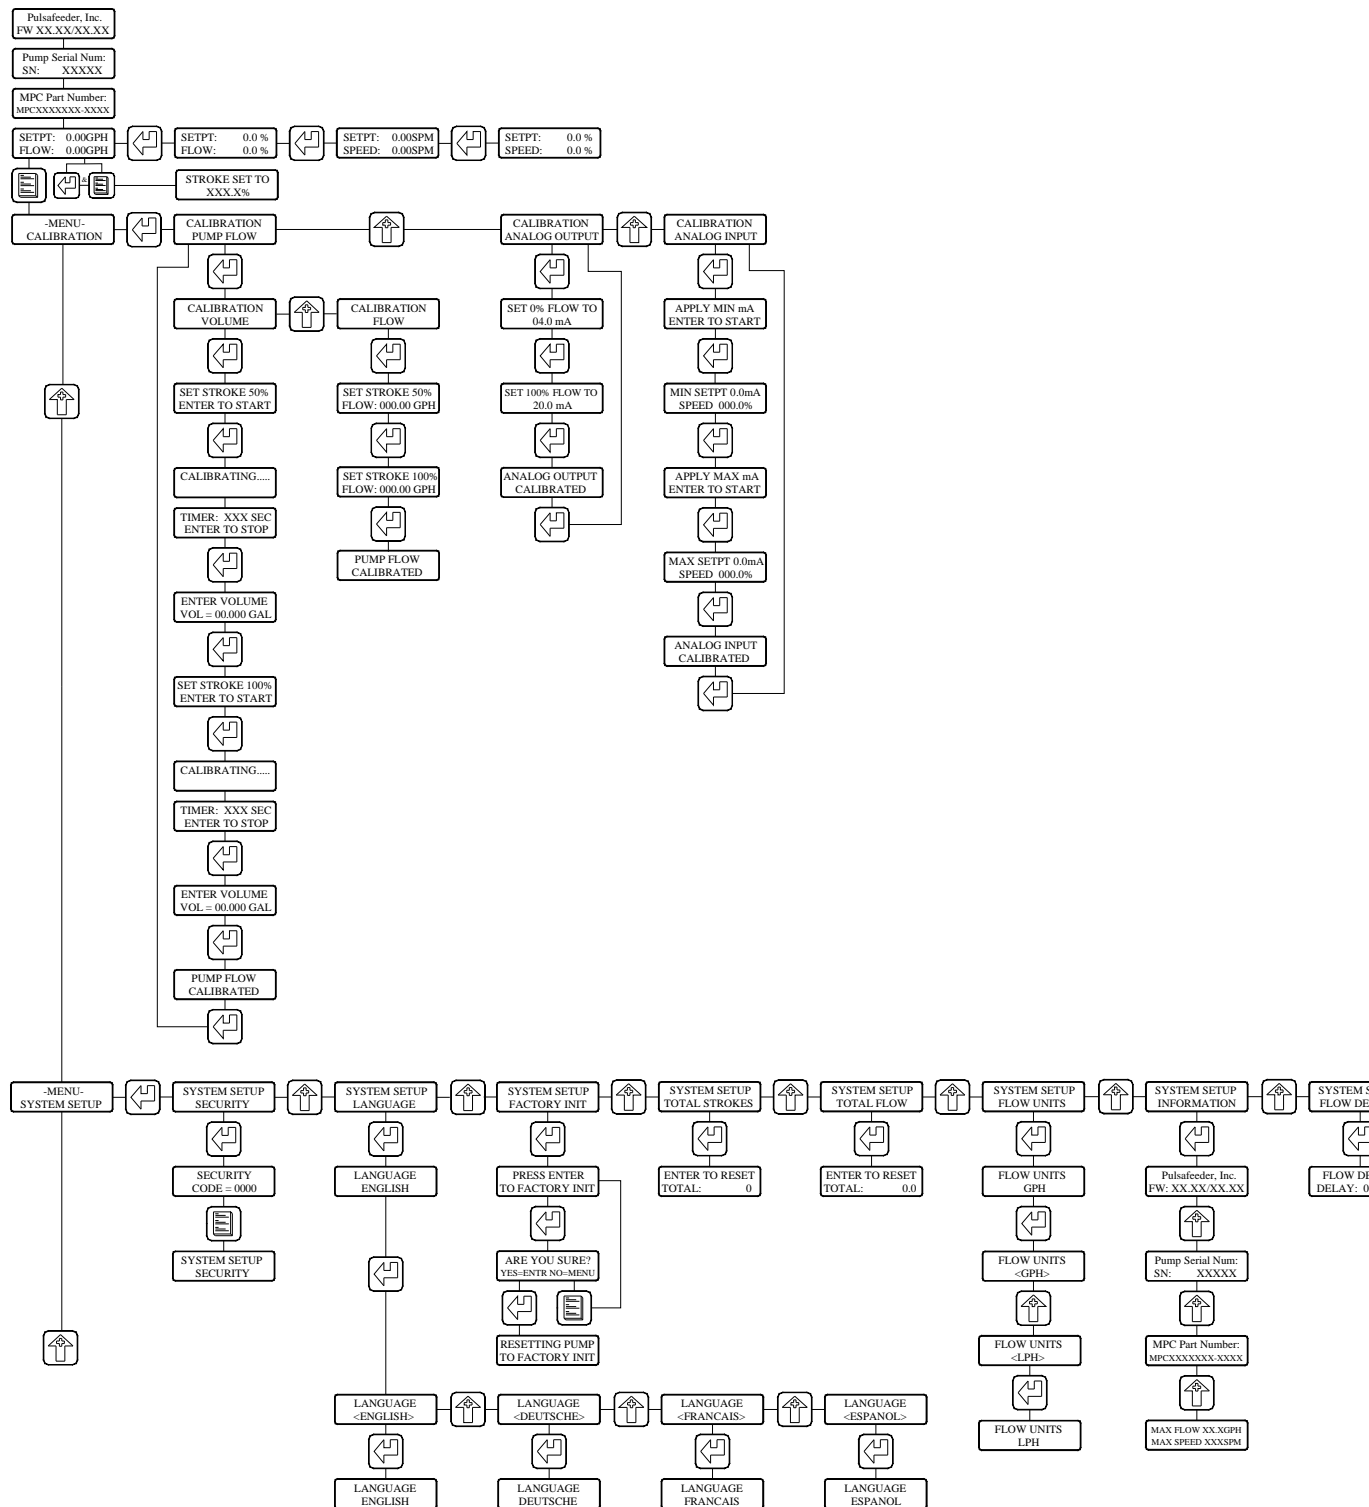 Pulsafeeder, Inc.
FW XX.XX/XX.XX
Pump Serial Num:
SN: XXXXX
MPC Part Number:
MPCXXXXXXX-XXXX
SETPT: 0.00GPH
FLOW: 0.00GPH
SETPT: 0.0 %
FLOW: 0.0 %
SETPT: 0.00SPM
SPEED: 0.00SPM
SETPT: 0.0 %
SPEED: 0.0 %
&
STROKE SET TO
XXX.X%
-MENU-
CALIBRATION
CALIBRATION
PUMP FLOW
CALIBRATION
ANALOG OUTPUT
CALIBRATION
ANALOG INPUT
CALIBRATION
VOLUME
CALIBRATION
FLOW
SET 0% FLOW TO
04.0 mA
APPLY MIN mA
ENTER TO START
SET STROKE 50%
ENTER TO START
SET STROKE 50%
FLOW: 000.00 GPH
SET 100% FLOW TO
20.0 mA
MIN SETPT 0.0mA
SPEED 000.0%
CALIBRATING.....
SET STROKE 100%
FLOW: 000.00 GPH
ANALOG OUTPUT
CALIBRATED
APPLY MAX mA
ENTER TO START
TIMER: XXX SEC
ENTER TO STOP
PUMP FLOW
CALIBRATED
MAX SETPT 0.0mA
SPEED 000.0%
ENTER VOLUME
VOL = 00.000 GAL
ANALOG INPUT
CALIBRATED
SET STROKE 100%
ENTER TO START
CALIBRATING.....
TIMER: XXX SEC
ENTER TO STOP
ENTER VOLUME
VOL = 00.000 GAL
PUMP FLOW
CALIBRATED
-MENU-
SYSTEM SETUP
SYSTEM SETUP
SECURITY
SYSTEM SETUP
LANGUAGE
SYSTEM SETUP
FACTORY INIT
SYSTEM SETUP
TOTAL STROKES
SYSTEM SETUP
TOTAL FLOW
SYSTEM SETUP
FLOW UNITS
SYSTEM SETUP
INFORMATION
SYSTEM S
FLOW DE
SECURITY
CODE = 0000
LANGUAGE
ENGLISH
PRESS ENTER
TO FACTORY INIT
ENTER TO RESET
TOTAL: 0
ENTER TO RESET
TOTAL: 0.0
FLOW UNITS
GPH
Pulsafeeder, Inc.
FW: XX.XX/XX.XX
FLOW DE
DELAY: 0
SYSTEM SETUP
SECURITY
ARE YOU SURE?
YES=ENTR NO=MENU
FLOW UNITS
<GPH>
Pump Serial Num:
SN: XXXXX
RESETTING PUMP
TO FACTORY INIT
FLOW UNITS
<LPH>
MPC Part Number:
MPCXXXXXXX-XXXX
LANGUAGE
<ENGLISH>
LANGUAGE
<DEUTSCHE>
LANGUAGE
<FRANCAIS>
LANGUAGE
<ESPANOL>
FLOW UNITS
LPH
MAX FLOW XX.XGPH
MAX SPEED XXXSPM
LANGUAGE
ENGLISH
LANGUAGE
DEUTSCHE
LANGUAGE
FRANCAIS
LANGUAGE
ESPANOL